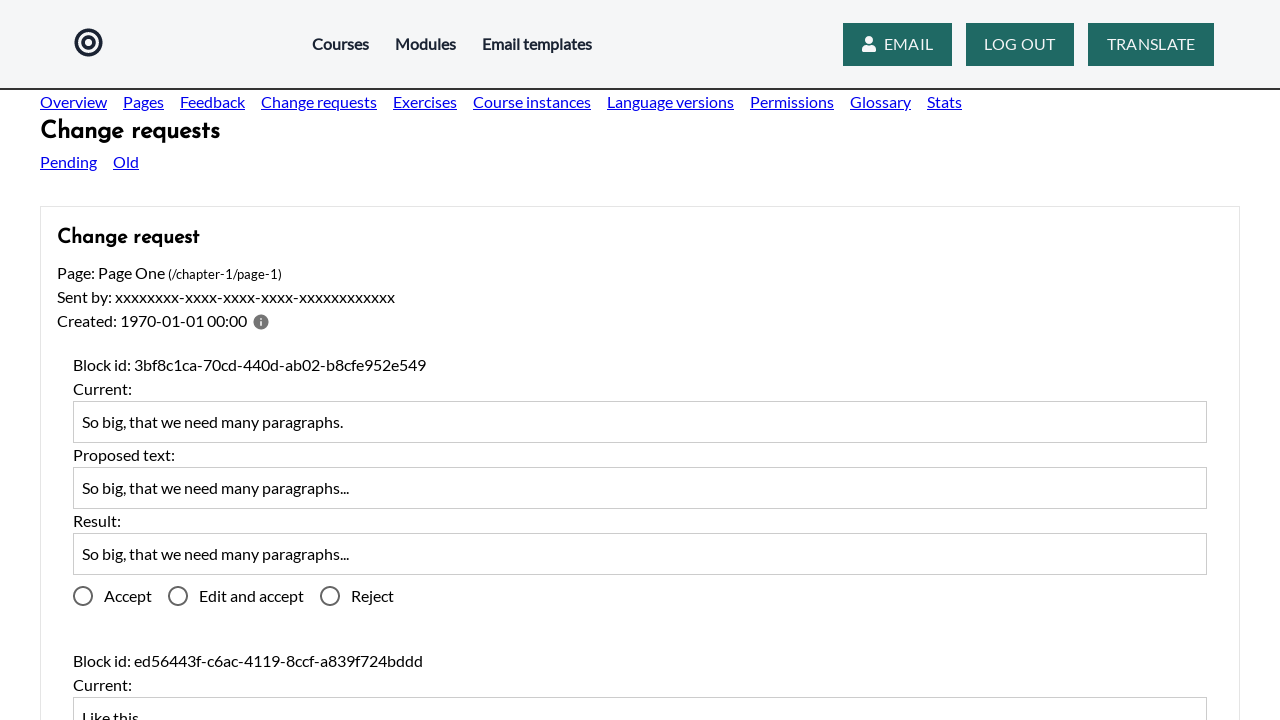 Courses Modules Email templates EMAIL LOG OUT TRANSLATE
Overview Pages Feedback Change requests Exercises Course instances Language versions Permissions Glossary Stats
Change requests
Pending Old
Change request
Page: Page One (/chapter-1/page-1)
Sent by: xxxxxxxx-xxxx-xxxx-xxxx-xxxxxxxxxxxx
Created: 1970-01-01 00:00
Block id: 3bf8c1ca-70cd-440d-ab02-b8cfe952e549
Current:
So big, that we need many paragraphs.
Proposed text:
So big, that we need many paragraphs...
Result:
So big, that we need many paragraphs...
Accept Edit and accept Reject
Block id: ed56443f-c6ac-4119-8ccf-a839f724bddd
Current:
Like this